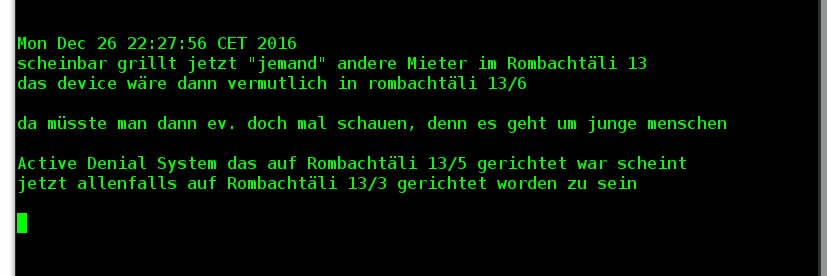 Mon Dec 26 22:27:56 CET 2016
scheinbar grillt jetzt "jemand" andere Mieter im Rombachtäli 13
das device wäre dann vermutlich in rombachtäli 13/6
da müsste man dann ev. doch mal schauen, denn es geht um junge menschen
Active Denial System das auf Rombachtäli 13/5 gerichtet war scheint
jetzt allenfalls auf Rombachtäli 13/3 gerichtet worden zu sein